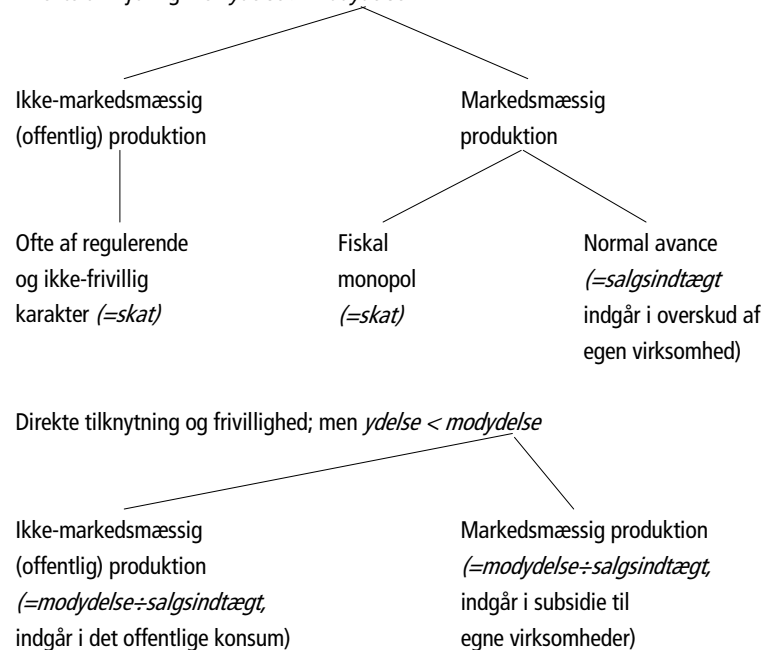 Ikke-markedsmæssig
(offentlig) produktion
Markedsmæssig
produktion
Ofte af regulerende
og ikke-frivillig
karakter (=skat)
Fiskal
monopol
(=skat)
Normal avance
(=salgsindtægt
indgår i overskud af
egen virksomhed)
Direkte tilknytning og frivillighed; men ydelse < modydelse
Ikke-markedsmæssig
(offentlig) produktion
(=modydelse÷salgsindtægt,
indgår i det offentlige konsum)
Markedsmæssig produktion
(=modydelse÷salgsindtægt,
indgår i subsidie til
egne virksomheder)